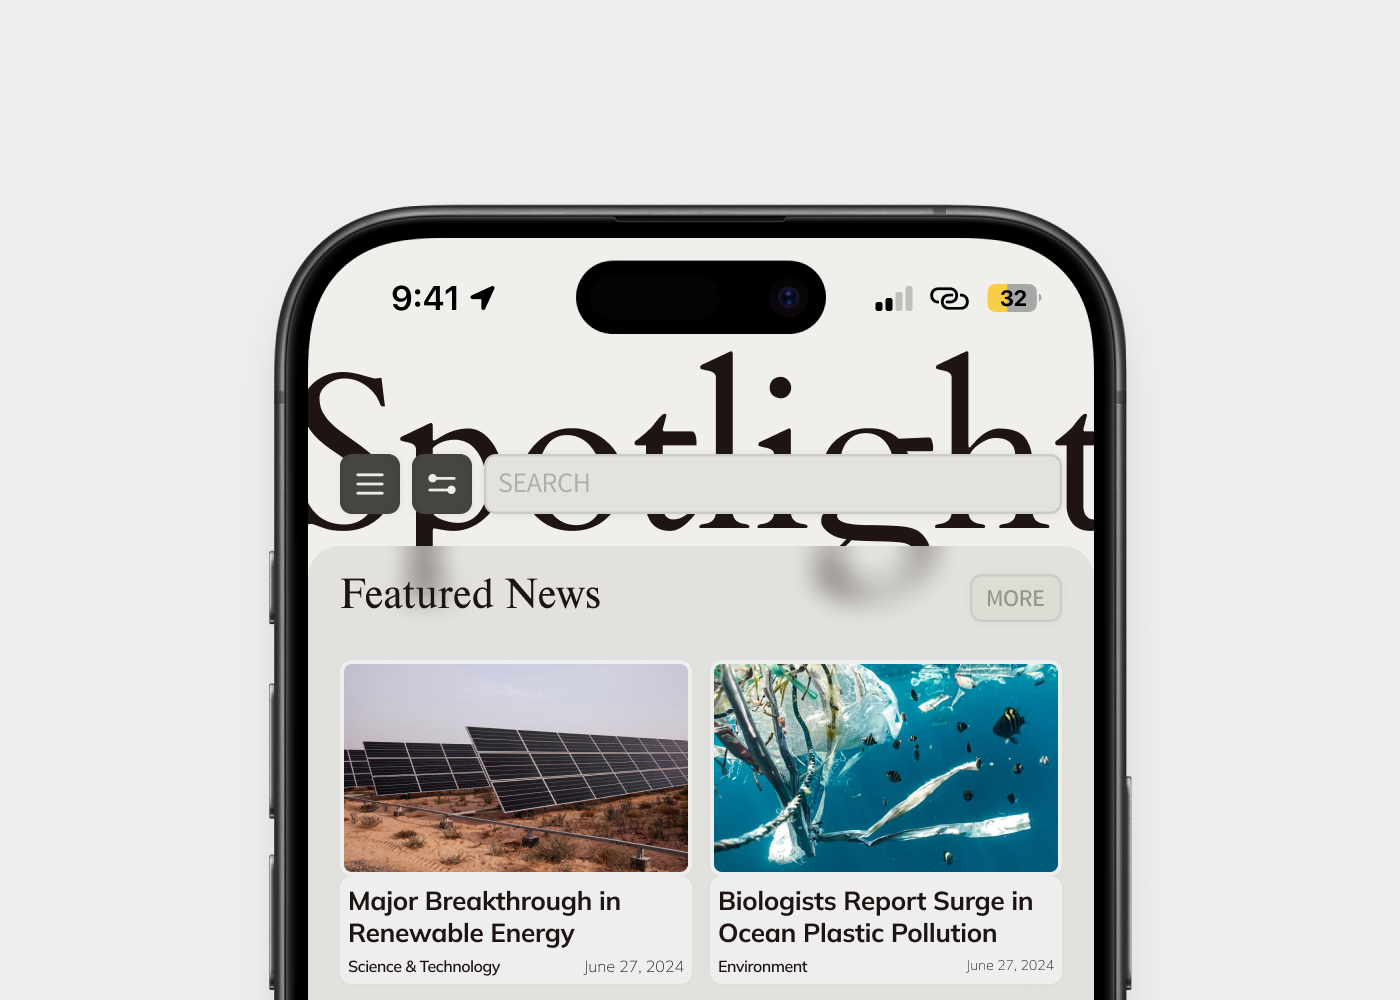 9:41
32
Spotlight
SEARCH
Featured News
MORE
Major Breakthrough in
Renewable Energy
Science & Technology
June 27, 2024
Biologists Report Surge in
Ocean Plastic Pollution
Environment
June 27, 2024